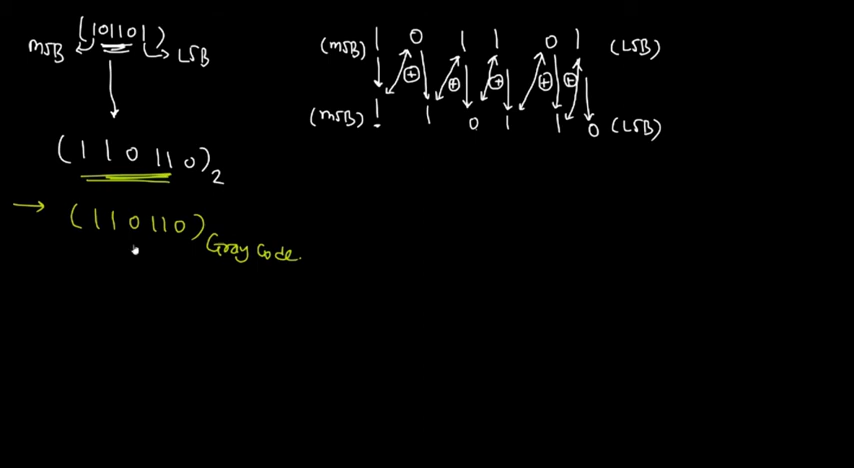 (101101)
MSB LSB
(110110)2
→ (110110)Gray Code.
(MSB) 1 0 1 1 0 1 (LSB)
⊕ ⊕ ⊕ ⊕ ⊕
(MSB) 1 1 0 1 1 0 (LSB)